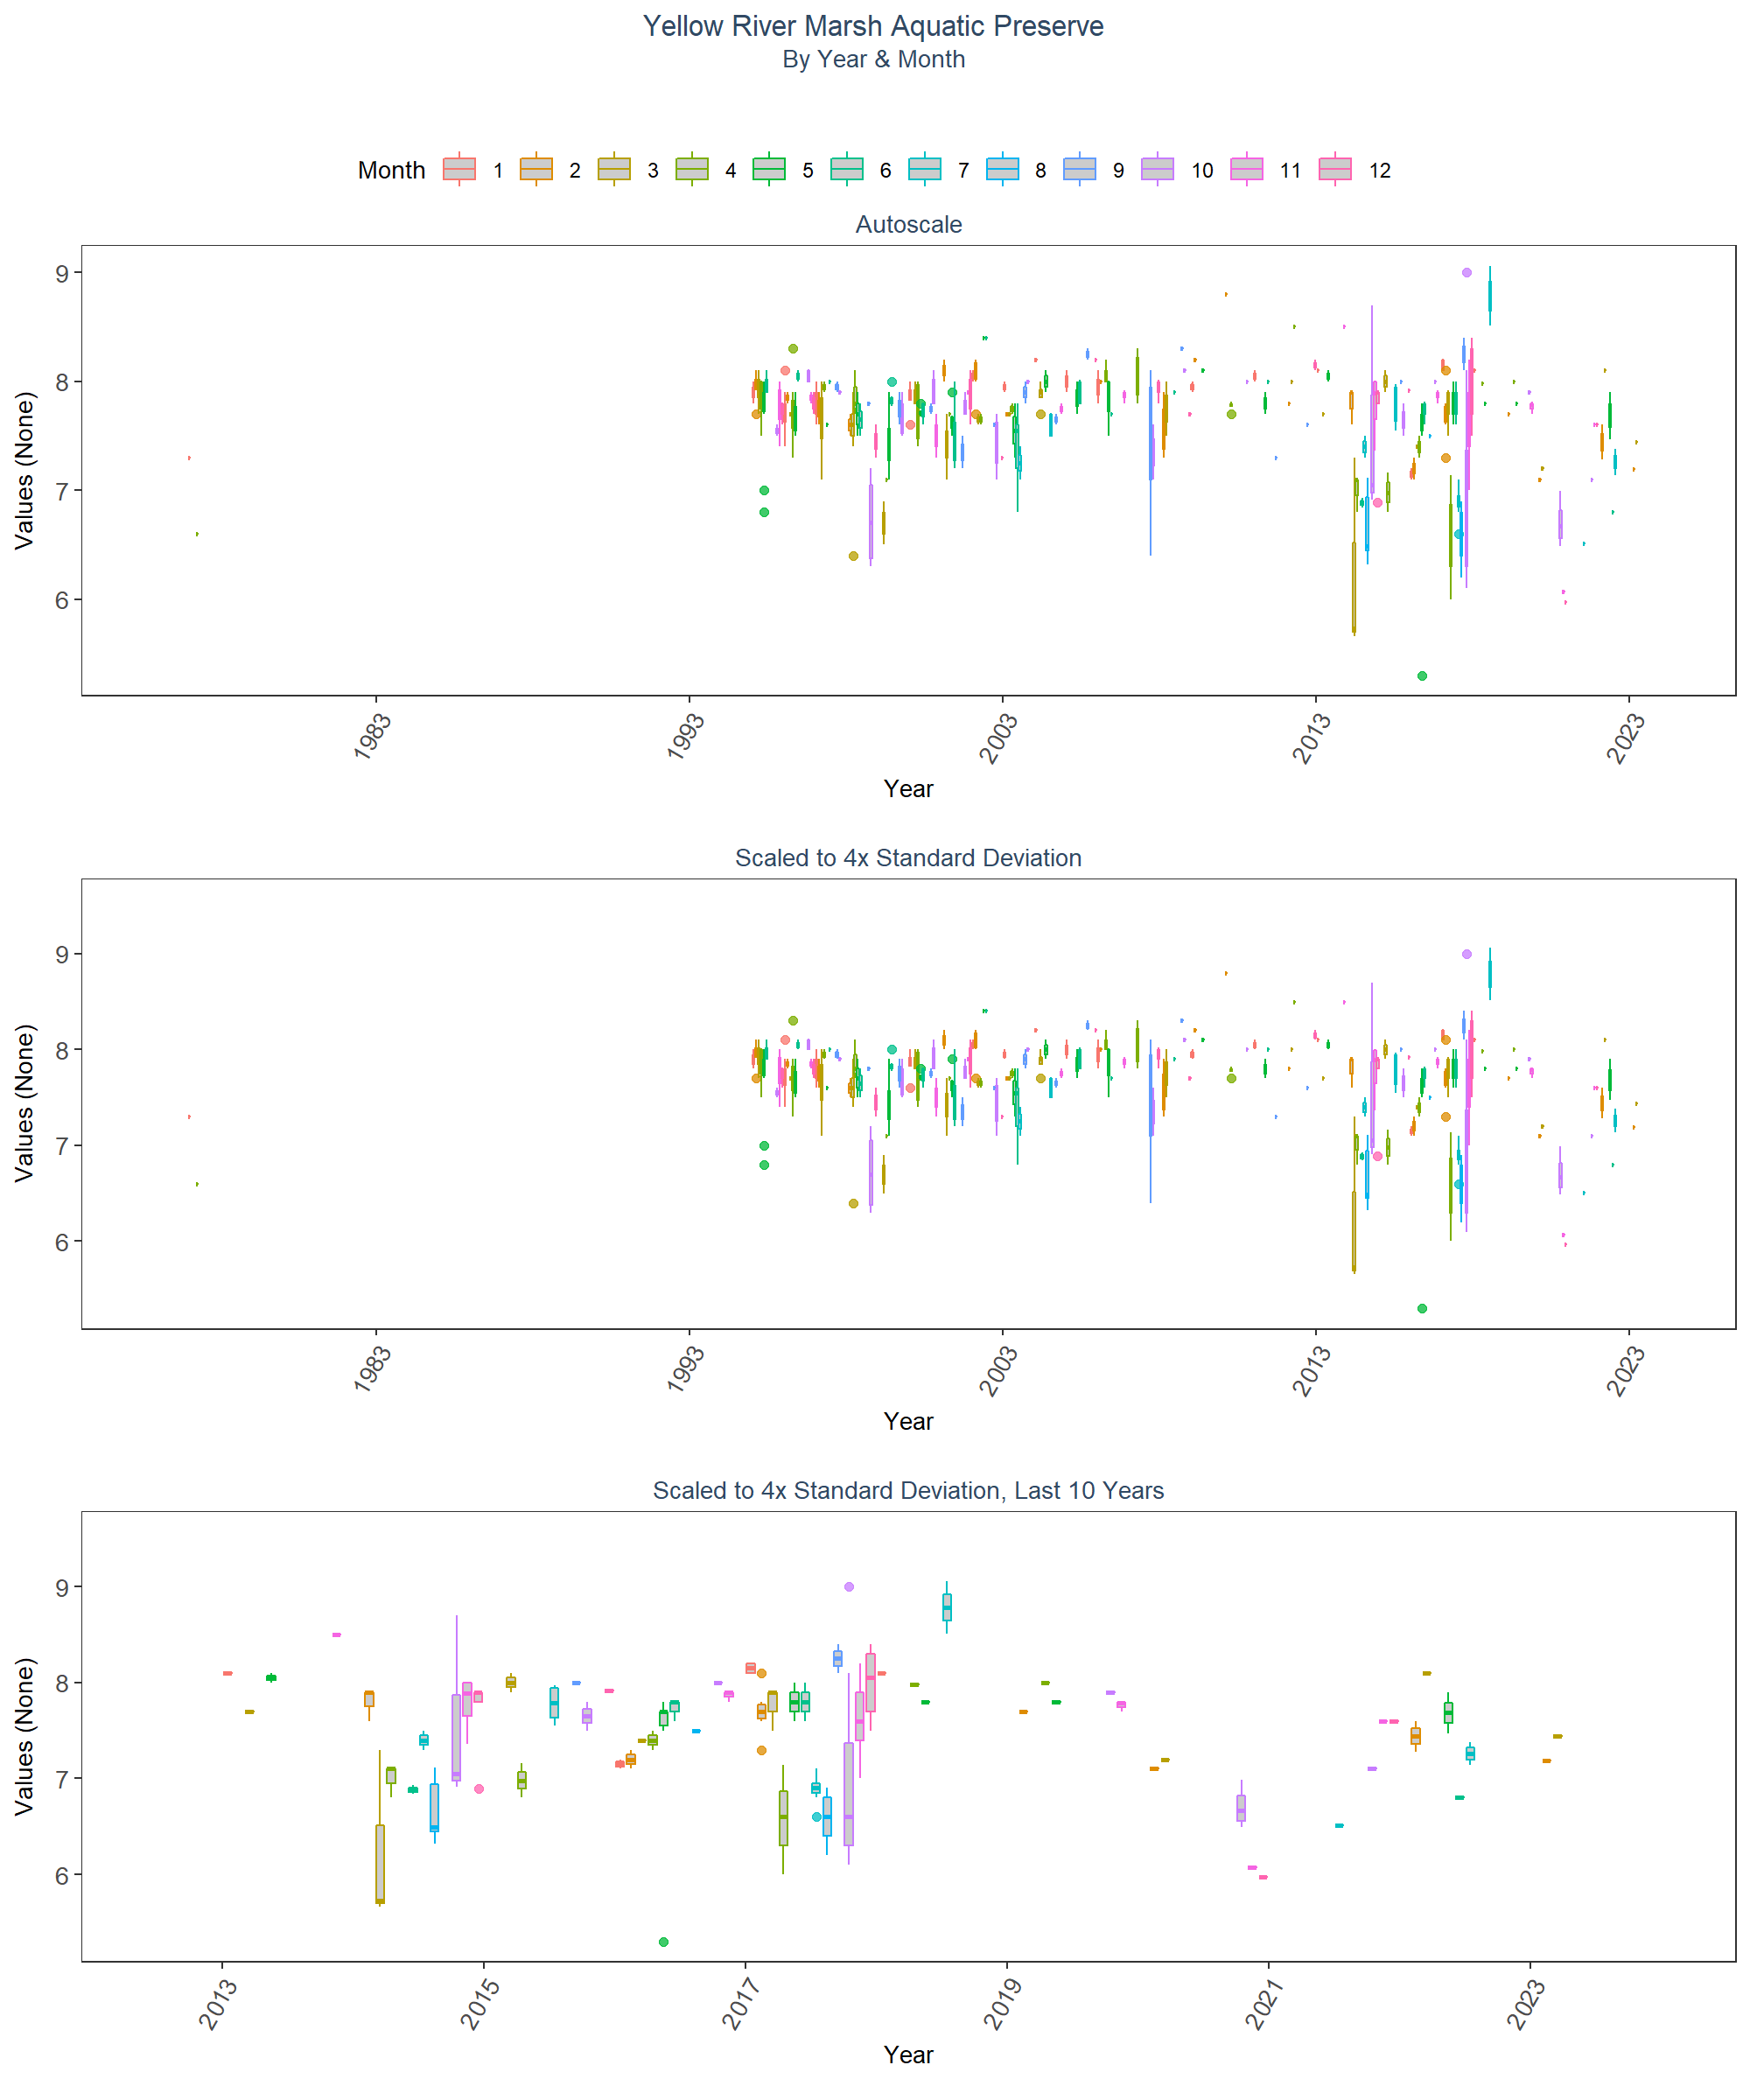 Yellow River Marsh Aquatic Preserve
By Year & Month
Month 1 2 3 4 5 6 7 8 9 10 11 12
Autoscale
Values (None)
9
8
7
6
1983 1993 2003 2013 2023
Year
Scaled to 4x Standard Deviation
Values (None)
9
8
7
6
1983 1993 2003 2013 2023
Year
Scaled to 4x Standard Deviation, Last 10 Years
Values (None)
9
8
7
6
2013 2015 2017 2019 2021 2023
Year